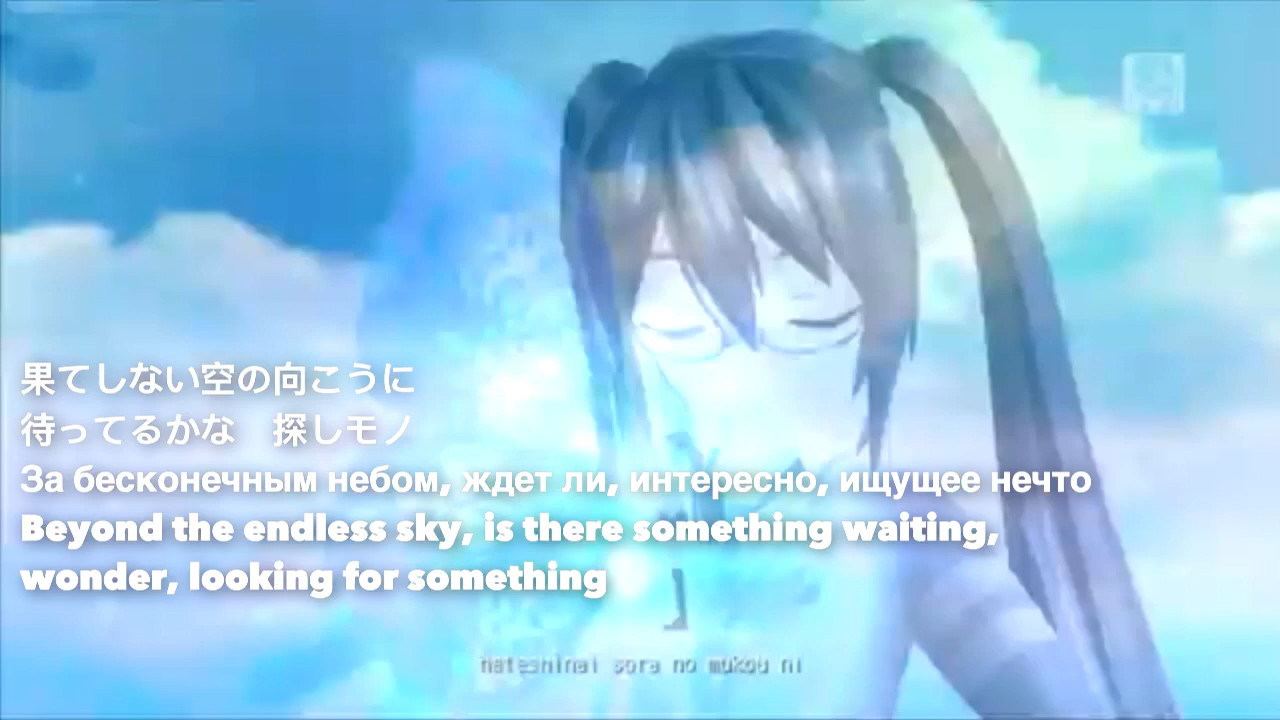 果てしない空の向こうに
待ってるかな　探しモノ
За бесконечным небом, ждет ли, интересно, ищущее нечто
Beyond the endless sky, is there something waiting,
wonder, looking for something
hateshinai sora no mukou ni